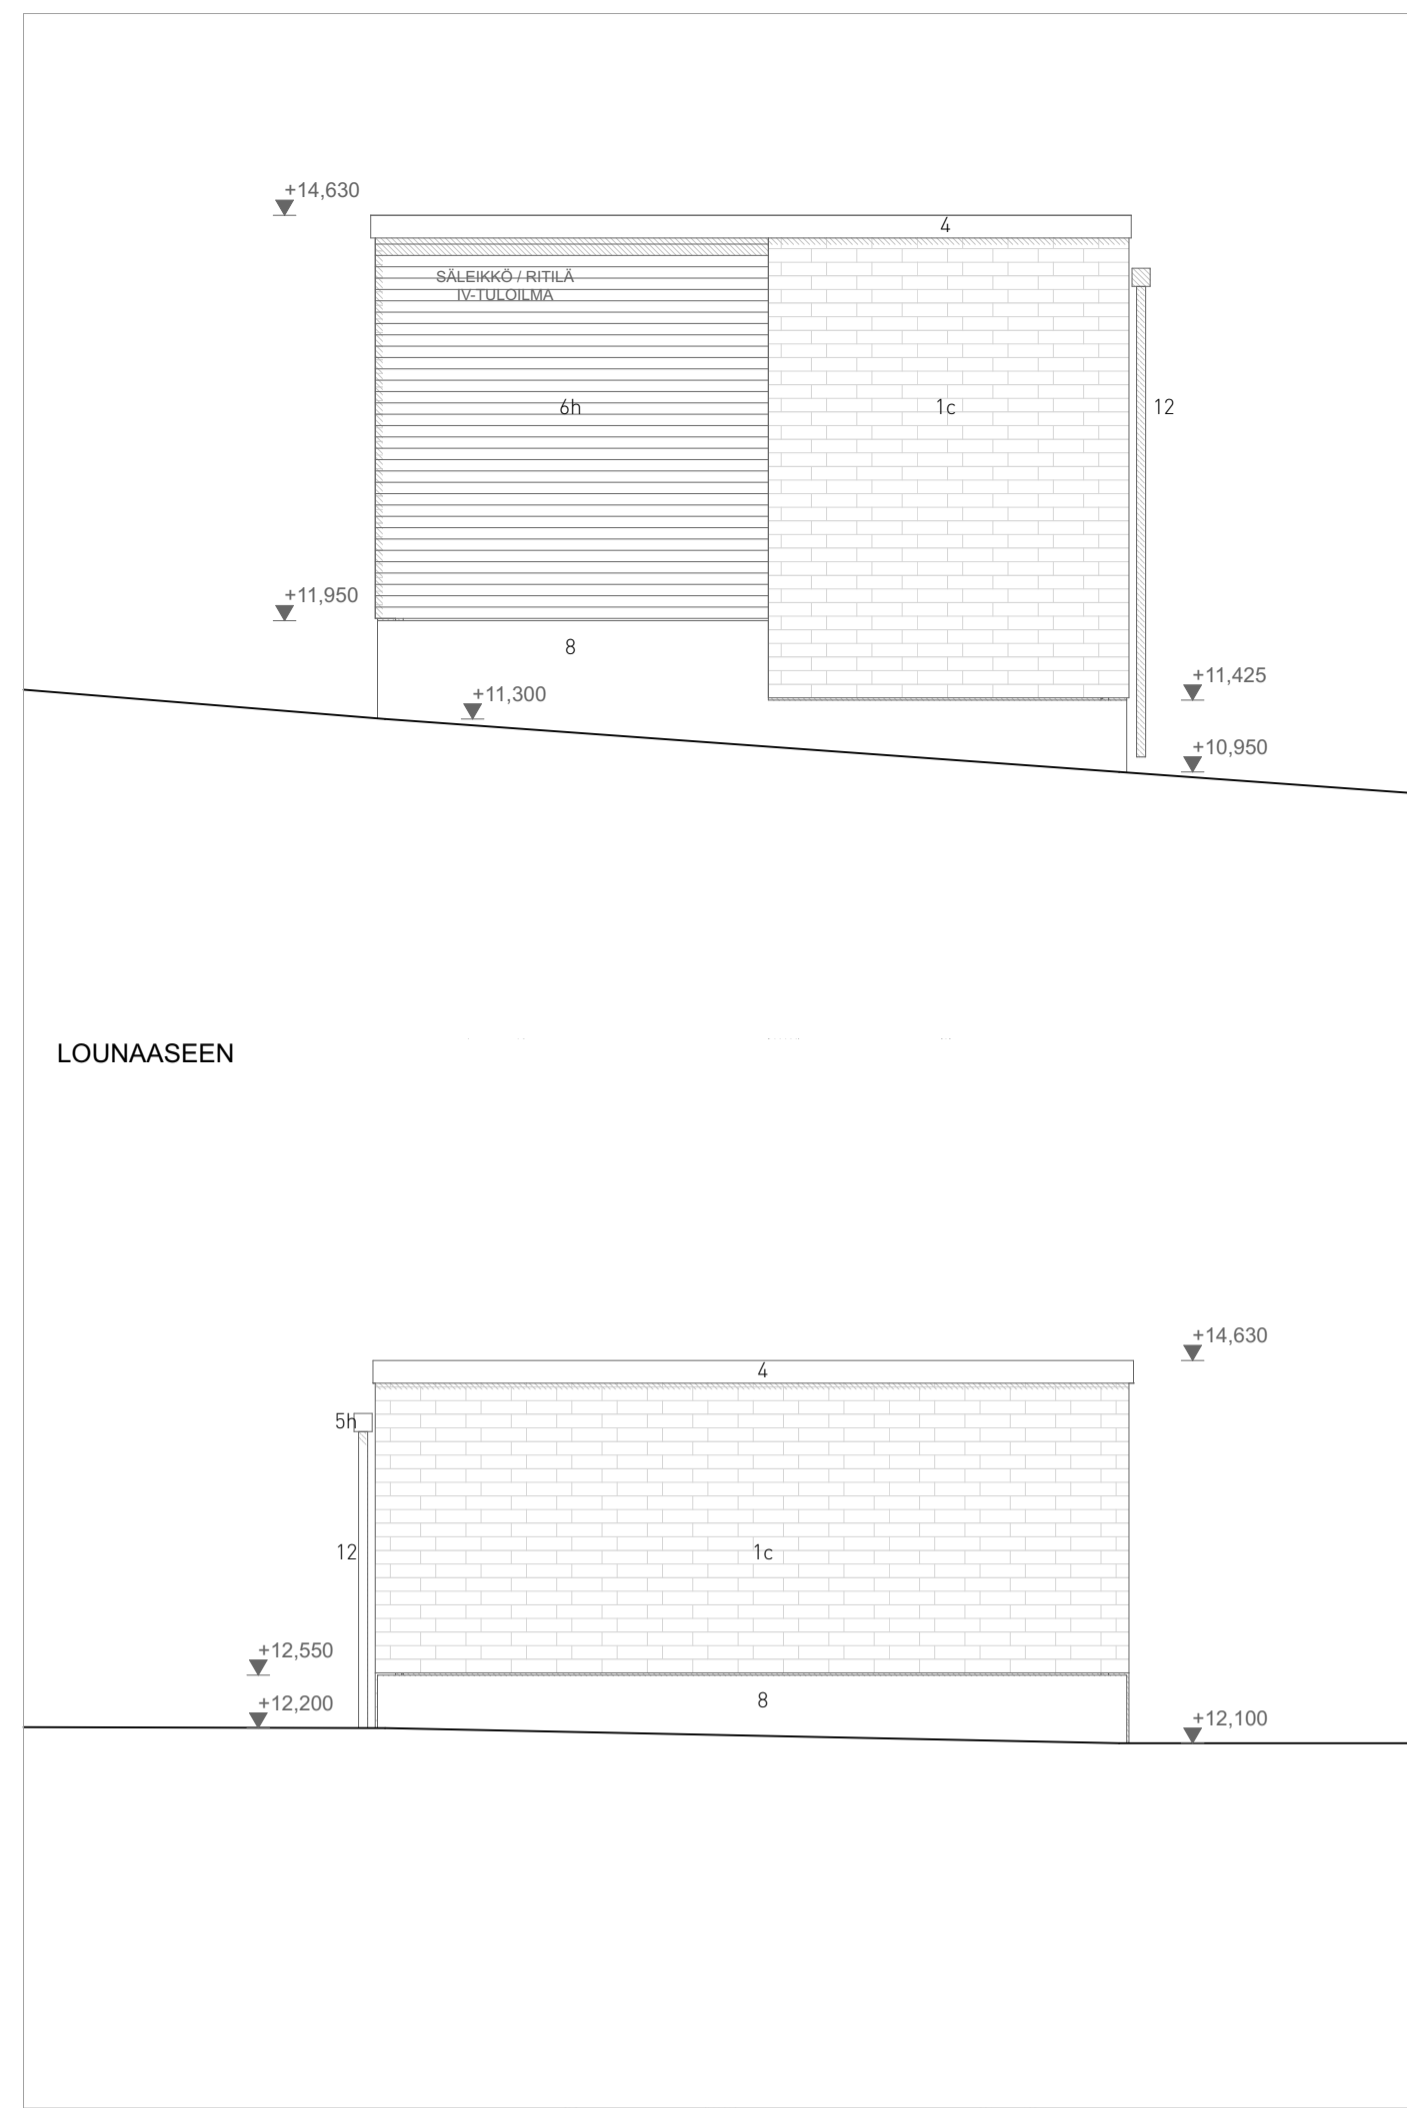 +14,630
4
SÄLEIKKÖ / RITILÄ
IV-TULOILMA
6h
1c
12
+11,950
8
+11,425
+11,300
+10,950
LOUNAASEEN
+14,630
4
5h
12
1c
+12,550
8
+12,200
+12,100